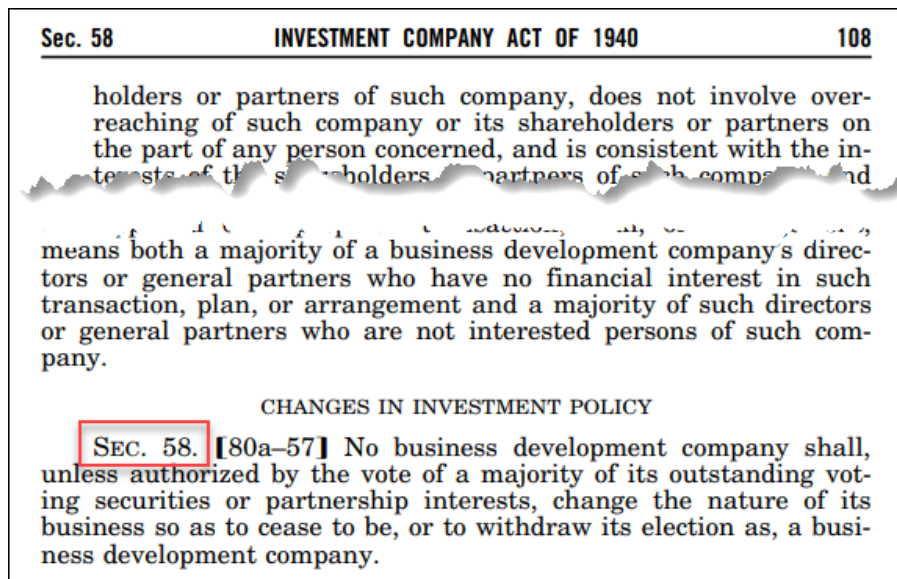 Sec. 58 INVESTMENT COMPANY ACT OF 1940 108
holders or partners of such company, does not involve over-
reaching of such company or its shareholders or partners on
the part of any person concerned, and is consistent with the in-
means both a majority of a business development company's direc-
tors or general partners who have no financial interest in such
transaction, plan, or arrangement and a majority of such directors
or general partners who are not interested persons of such com-
pany.
CHANGES IN INVESTMENT POLICY
SEC. 58. [80a–57] No business development company shall,
unless authorized by the vote of a majority of its outstanding vot-
ing securities or partnership interests, change the nature of its
business so as to cease to be, or to withdraw its election as, a busi-
ness development company.